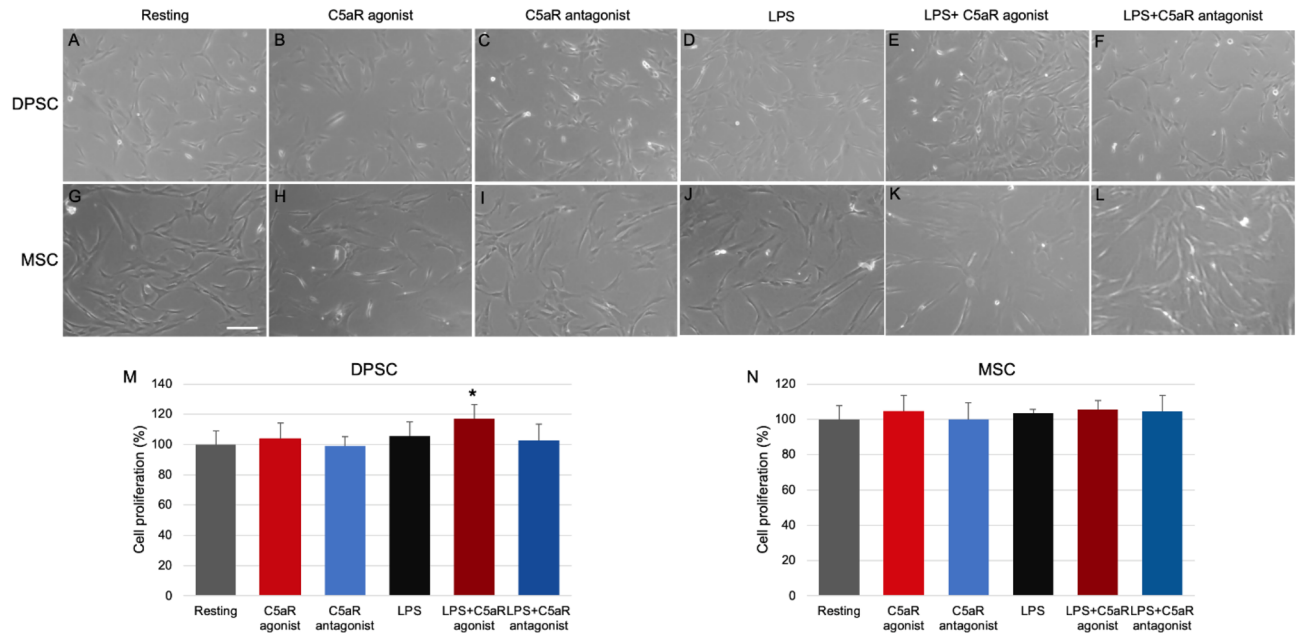 Resting C5aR agonist C5aR antagonist LPS LPS+ C5aR agonist LPS+C5aR antagonist
A B C D E F
DPSC
G H I J K L
MSC
M DPSC
Cell proliferation (%)
140
120
100
80
60
40
20
0
*
Resting C5aR agonist C5aR antagonist LPS LPS+C5aR agonist LPS+C5aR antagonist
N MSC
Cell proliferation (%)
120
100
80
60
40
20
0
Resting C5aR agonist C5aR antagonist LPS LPS+C5aR agonist LPS+C5aR antagonist